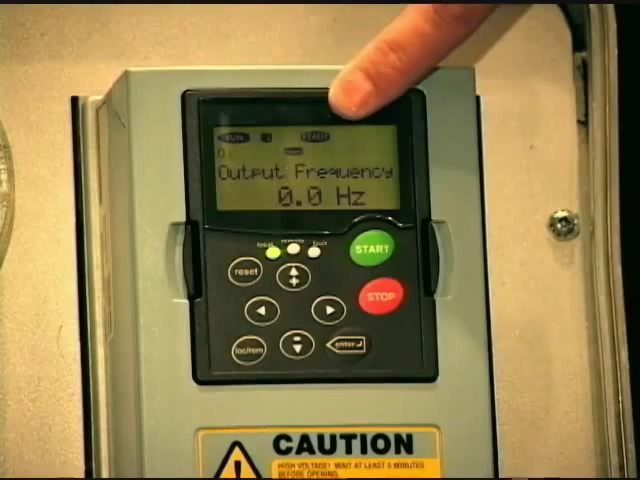 RUN READY
Output Frequency
0.0 Hz
local remote fault
START
reset
STOP
loc/rem
enter
CAUTION
HIGH VOLTAGE! WAIT AT LEAST 5 MINUTES
BEFORE OPENING.